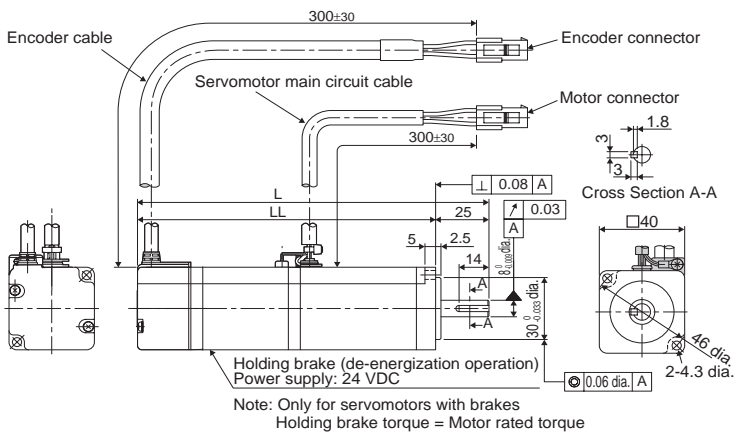 300±30
Encoder cable
Encoder connector
Servomotor main circuit cable
Motor connector
300±30
1.8
3
3
Cross Section A-A
⊥ 0.08 A
L
LL
25
↗ 0.03
A
□40
5
2.5
14
8 0 -0.009 dia.
A
A
30 0 -0.033 dia.
46 dia.
2-4.3 dia.
◎ 0.06 dia. A
Holding brake (de-energization operation)
Power supply: 24 VDC
Note: Only for servomotors with brakes
Holding brake torque = Motor rated torque